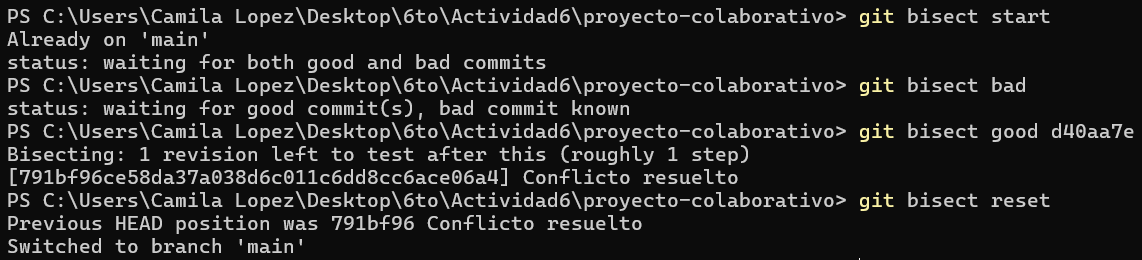 PS C:\Users\Camila Lopez\Desktop\6to\Actividad6\proyecto-colaborativo> git bisect start
Already on 'main'
status: waiting for both good and bad commits
PS C:\Users\Camila Lopez\Desktop\6to\Actividad6\proyecto-colaborativo> git bisect bad
status: waiting for good commit(s), bad commit known
PS C:\Users\Camila Lopez\Desktop\6to\Actividad6\proyecto-colaborativo> git bisect good d40aa7e
Bisecting: 1 revision left to test after this (roughly 1 step)
[791bf96ce58da37a038d6c011c6dd8cc6ace06a4] Conflicto resuelto
PS C:\Users\Camila Lopez\Desktop\6to\Actividad6\proyecto-colaborativo> git bisect reset
Previous HEAD position was 791bf96 Conflicto resuelto
Switched to branch 'main'